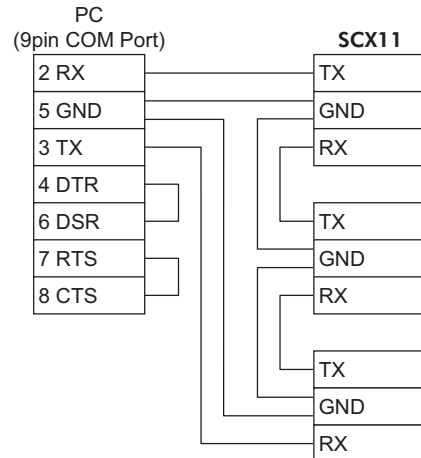 PC
(9pin COM Port)
2 RX
5 GND
3 TX
4 DTR
6 DSR
7 RTS
8 CTS
SCX11
TX
GND
RX
TX
GND
RX
TX
GND
RX